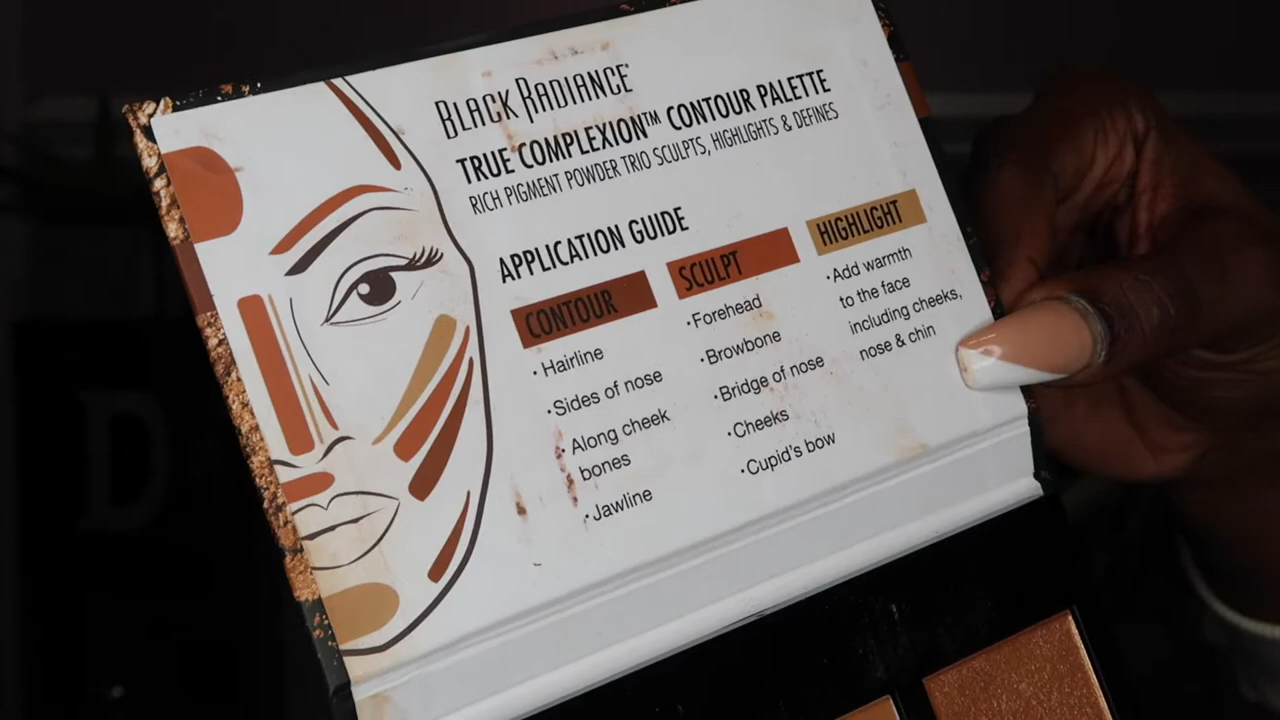 BLACK RADIANCE®
TRUE COMPLEXION™ CONTOUR PALETTE
RICH PIGMENT POWDER TRIO SCULPTS, HIGHLIGHTS & DEFINES
APPLICATION GUIDE
CONTOUR
• Hairline
• Sides of nose
• Along cheek
bones
• Jawline
SCULPT
• Forehead
• Browbone
• Bridge of nose
• Cheeks
• Cupid's bow
HIGHLIGHT
• Add warmth
to the face
including cheeks,
nose & chin
D